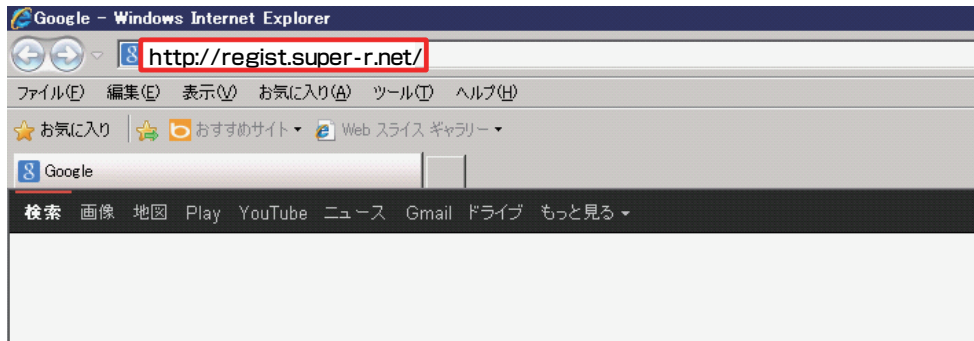 Google - Windows Internet Explorer
http://regist.super-r.net/
ファイル(F) 編集(E) 表示(V) お気に入り(A) ツール(T) ヘルプ(H)
お気に入り おすすめサイト Web スライス ギャラリー
Google
検索 画像 地図 Play YouTube ニュース Gmail ドライブ もっと見る